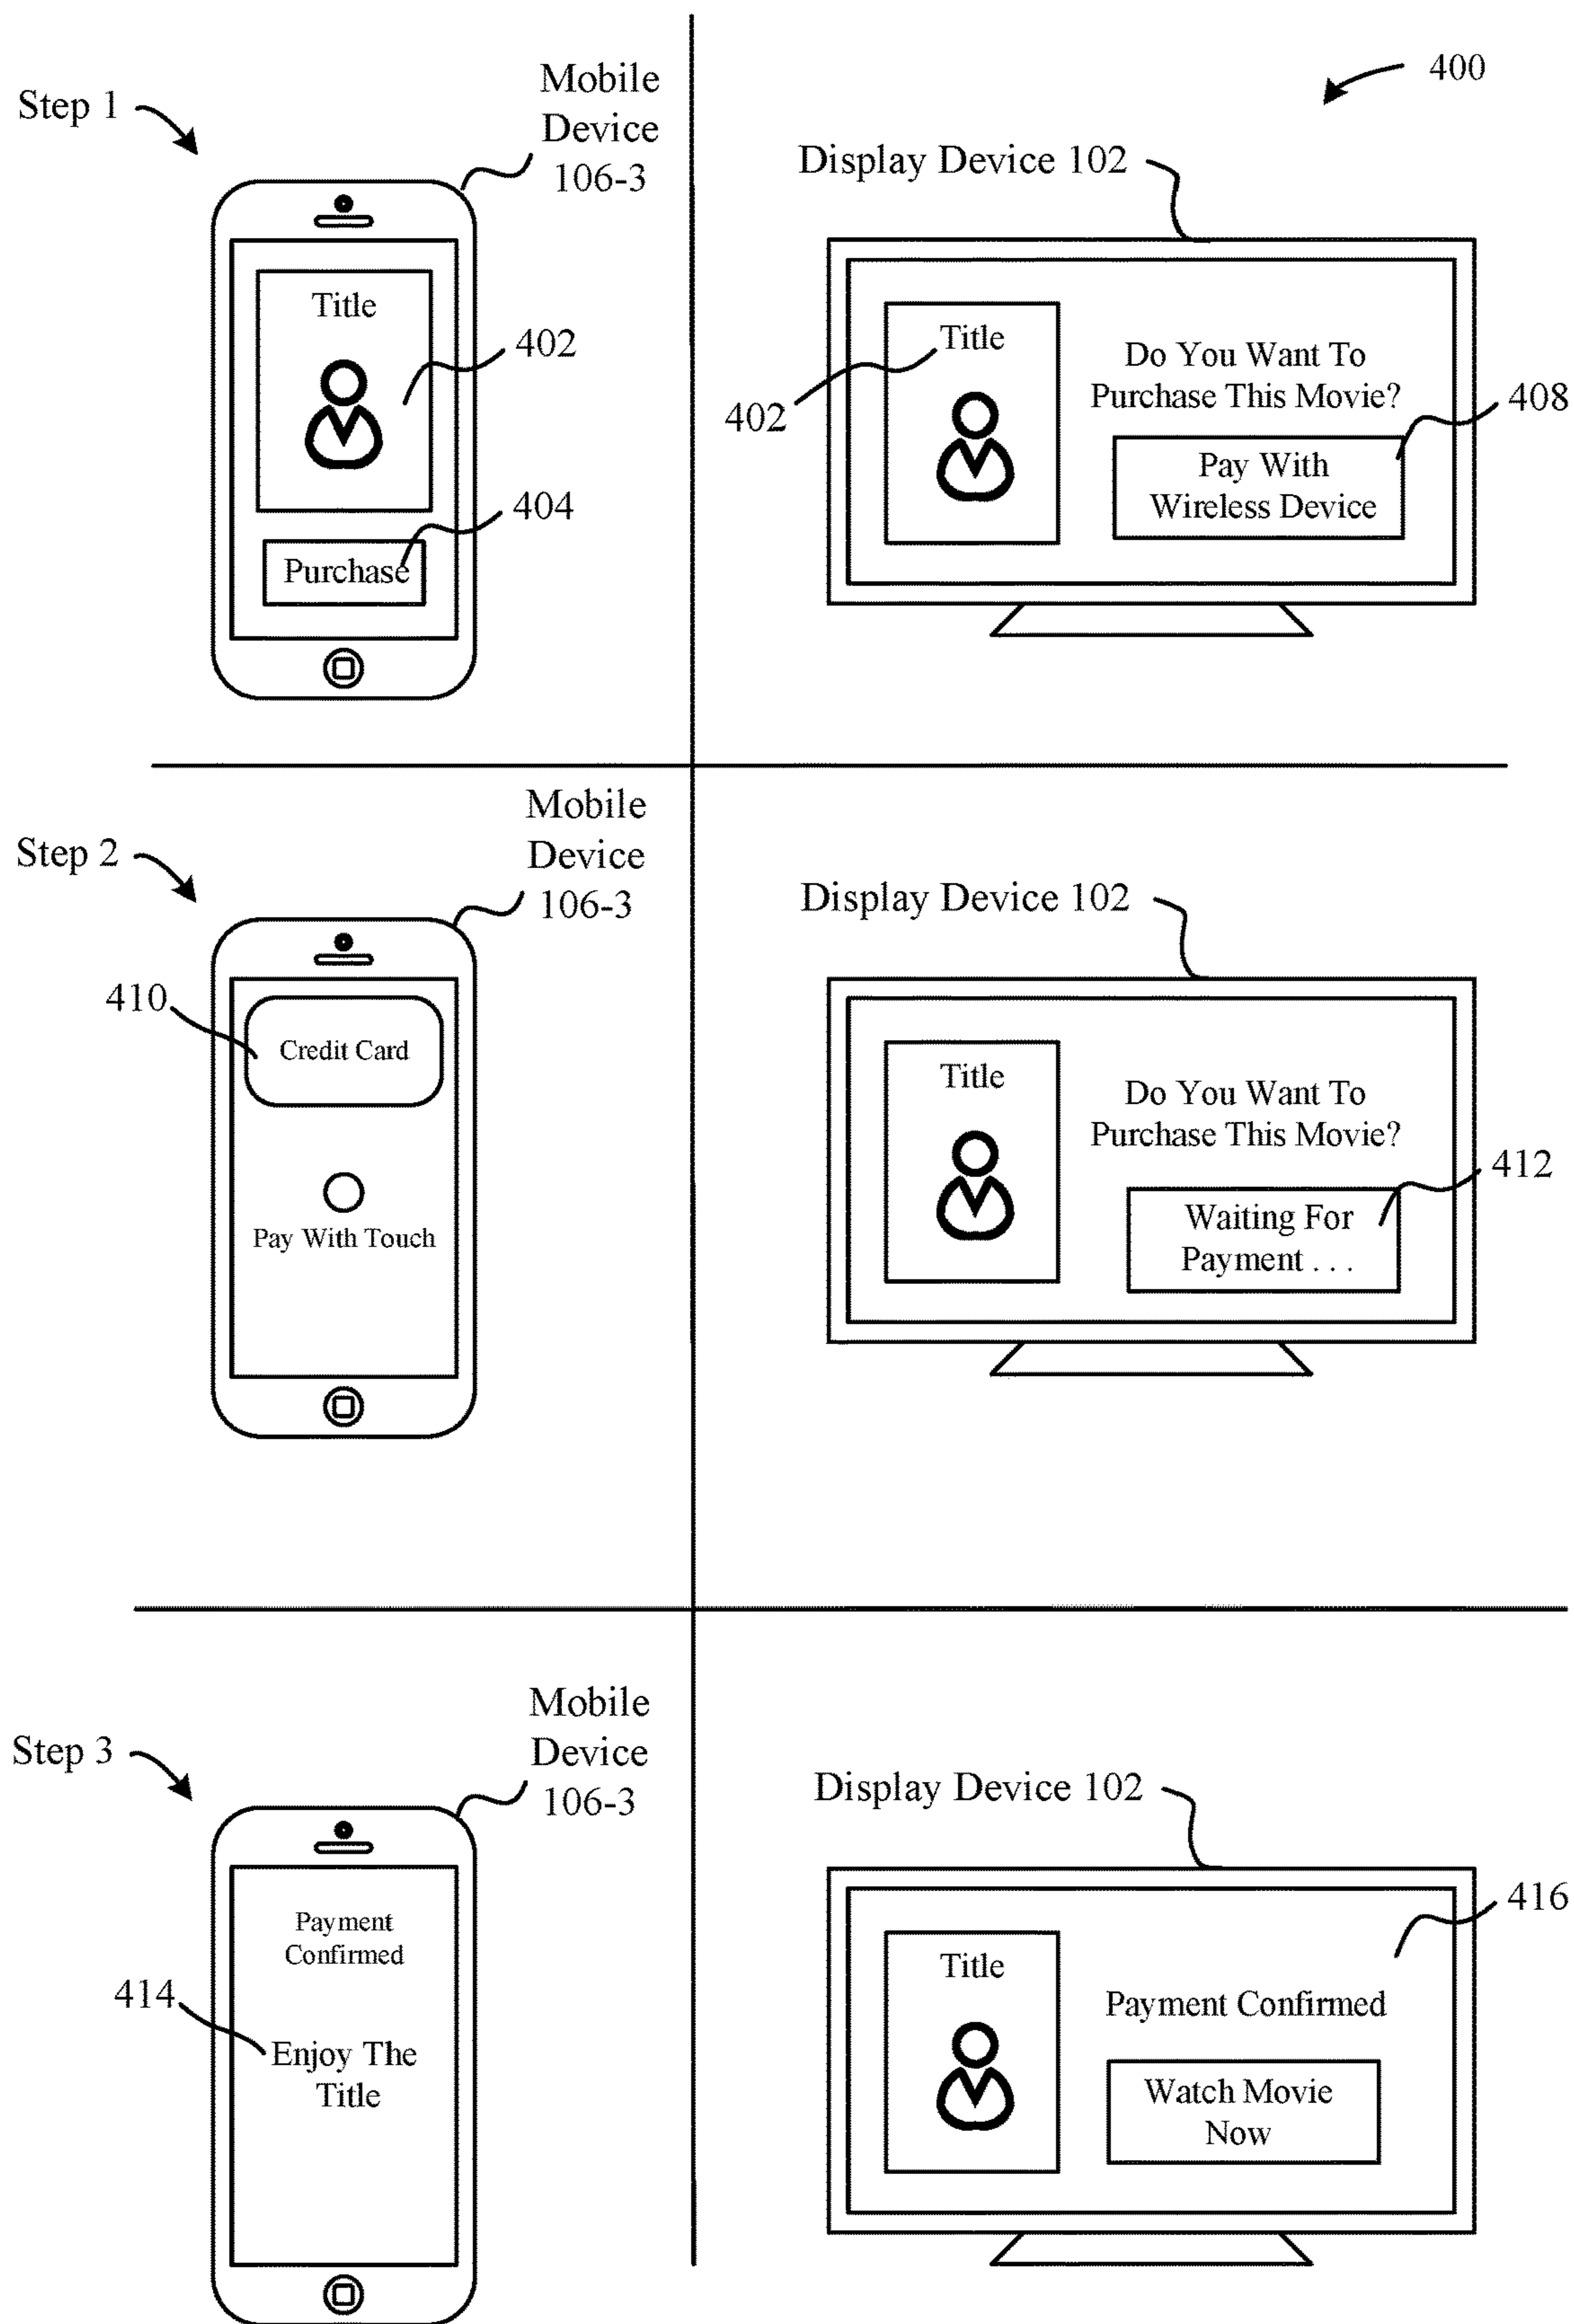 400
Step 1
Mobile
Device
106-3
Title
402
404
Purchase
Display Device 102
Title
402
Do You Want To
Purchase This Movie?
408
Pay With
Wireless Device
Step 2
Mobile
Device
106-3
410
Credit Card
Pay With Touch
Display Device 102
Title
Do You Want To
Purchase This Movie?
412
Waiting For
Payment . . .
Step 3
Mobile
Device
106-3
Payment
Confirmed
414
Enjoy The
Title
Display Device 102
416
Title
Payment Confirmed
Watch Movie
Now